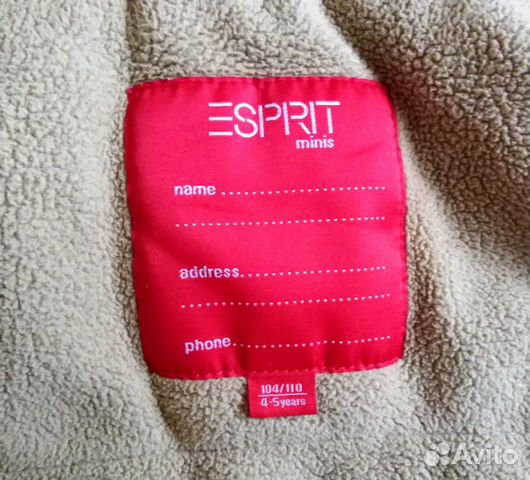 ESPRIT
minis
name
address
phone
104/110
4-5years
Avito